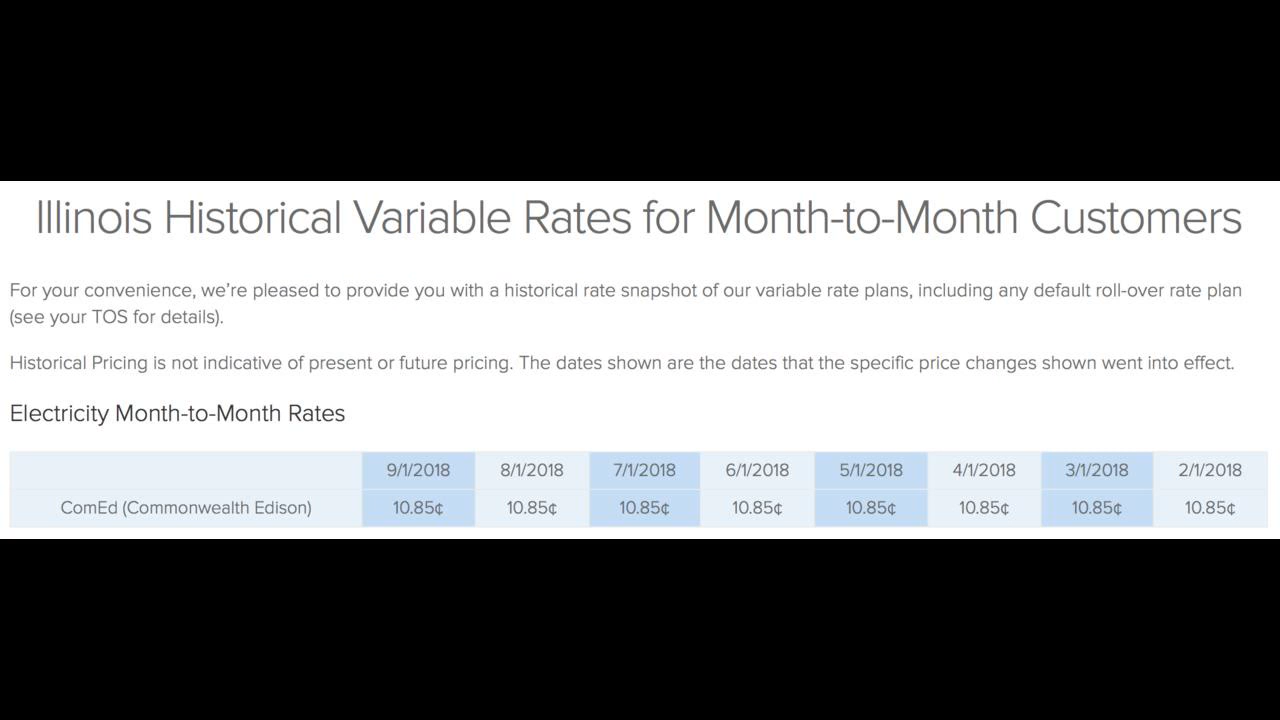 Illinois Historical Variable Rates for Month-to-Month Customers
For your convenience, we're pleased to provide you with a historical rate snapshot of our variable rate plans, including any default roll-over rate plan
(see your TOS for details).
Historical Pricing is not indicative of present or future pricing. The dates shown are the dates that the specific price changes shown went into effect.
Electricity Month-to-Month Rates
9/1/2018 8/1/2018 7/1/2018 6/1/2018 5/1/2018 4/1/2018 3/1/2018 2/1/2018
ComEd (Commonwealth Edison) 10.85¢ 10.85¢ 10.85¢ 10.85¢ 10.85¢ 10.85¢ 10.85¢ 10.85¢